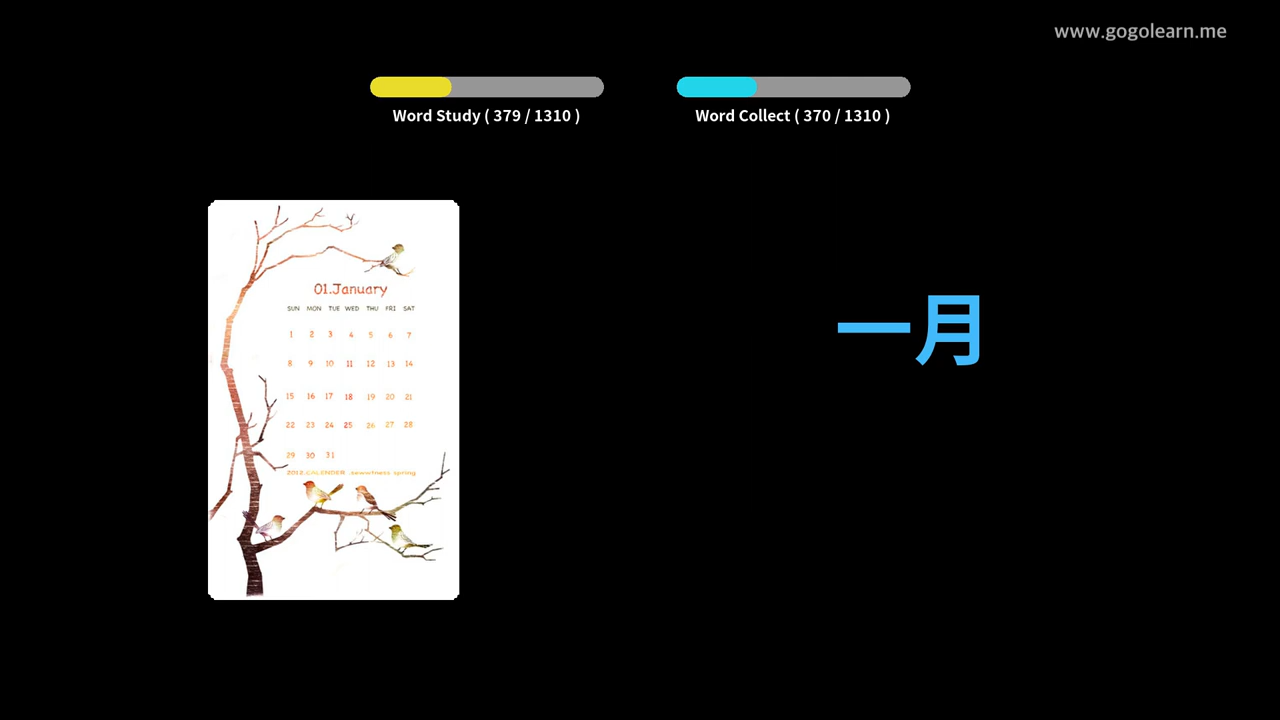 www.gogolearn.me
Word Study ( 379 / 1310 )
Word Collect ( 370 / 1310 )
01.January
SUN MON TUE WED THU FRI SAT
1 2 3 4 5 6 7
8 9 10 11 12 13 14
15 16 17 18 19 20 21
22 23 24 25 26 27 28
29 30 31
CALENDER
spring
一月